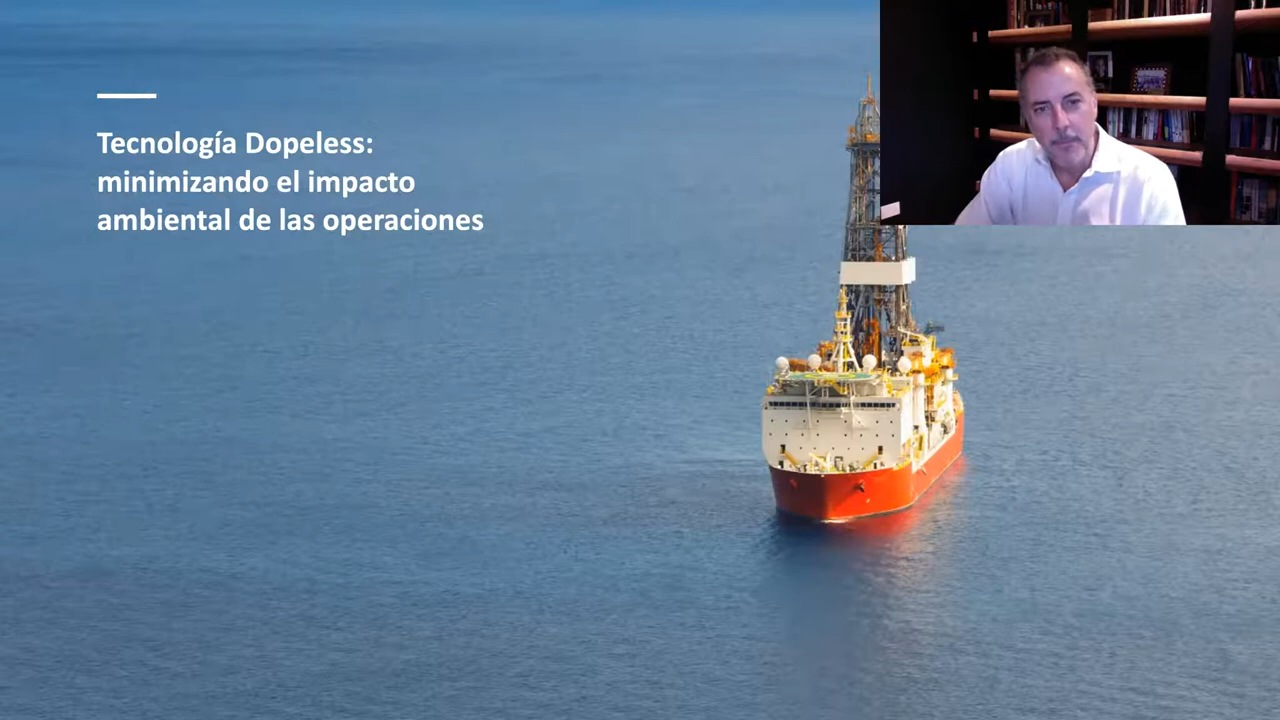 Tecnología Dopeless:
minimizando el impacto
ambiental de las operaciones